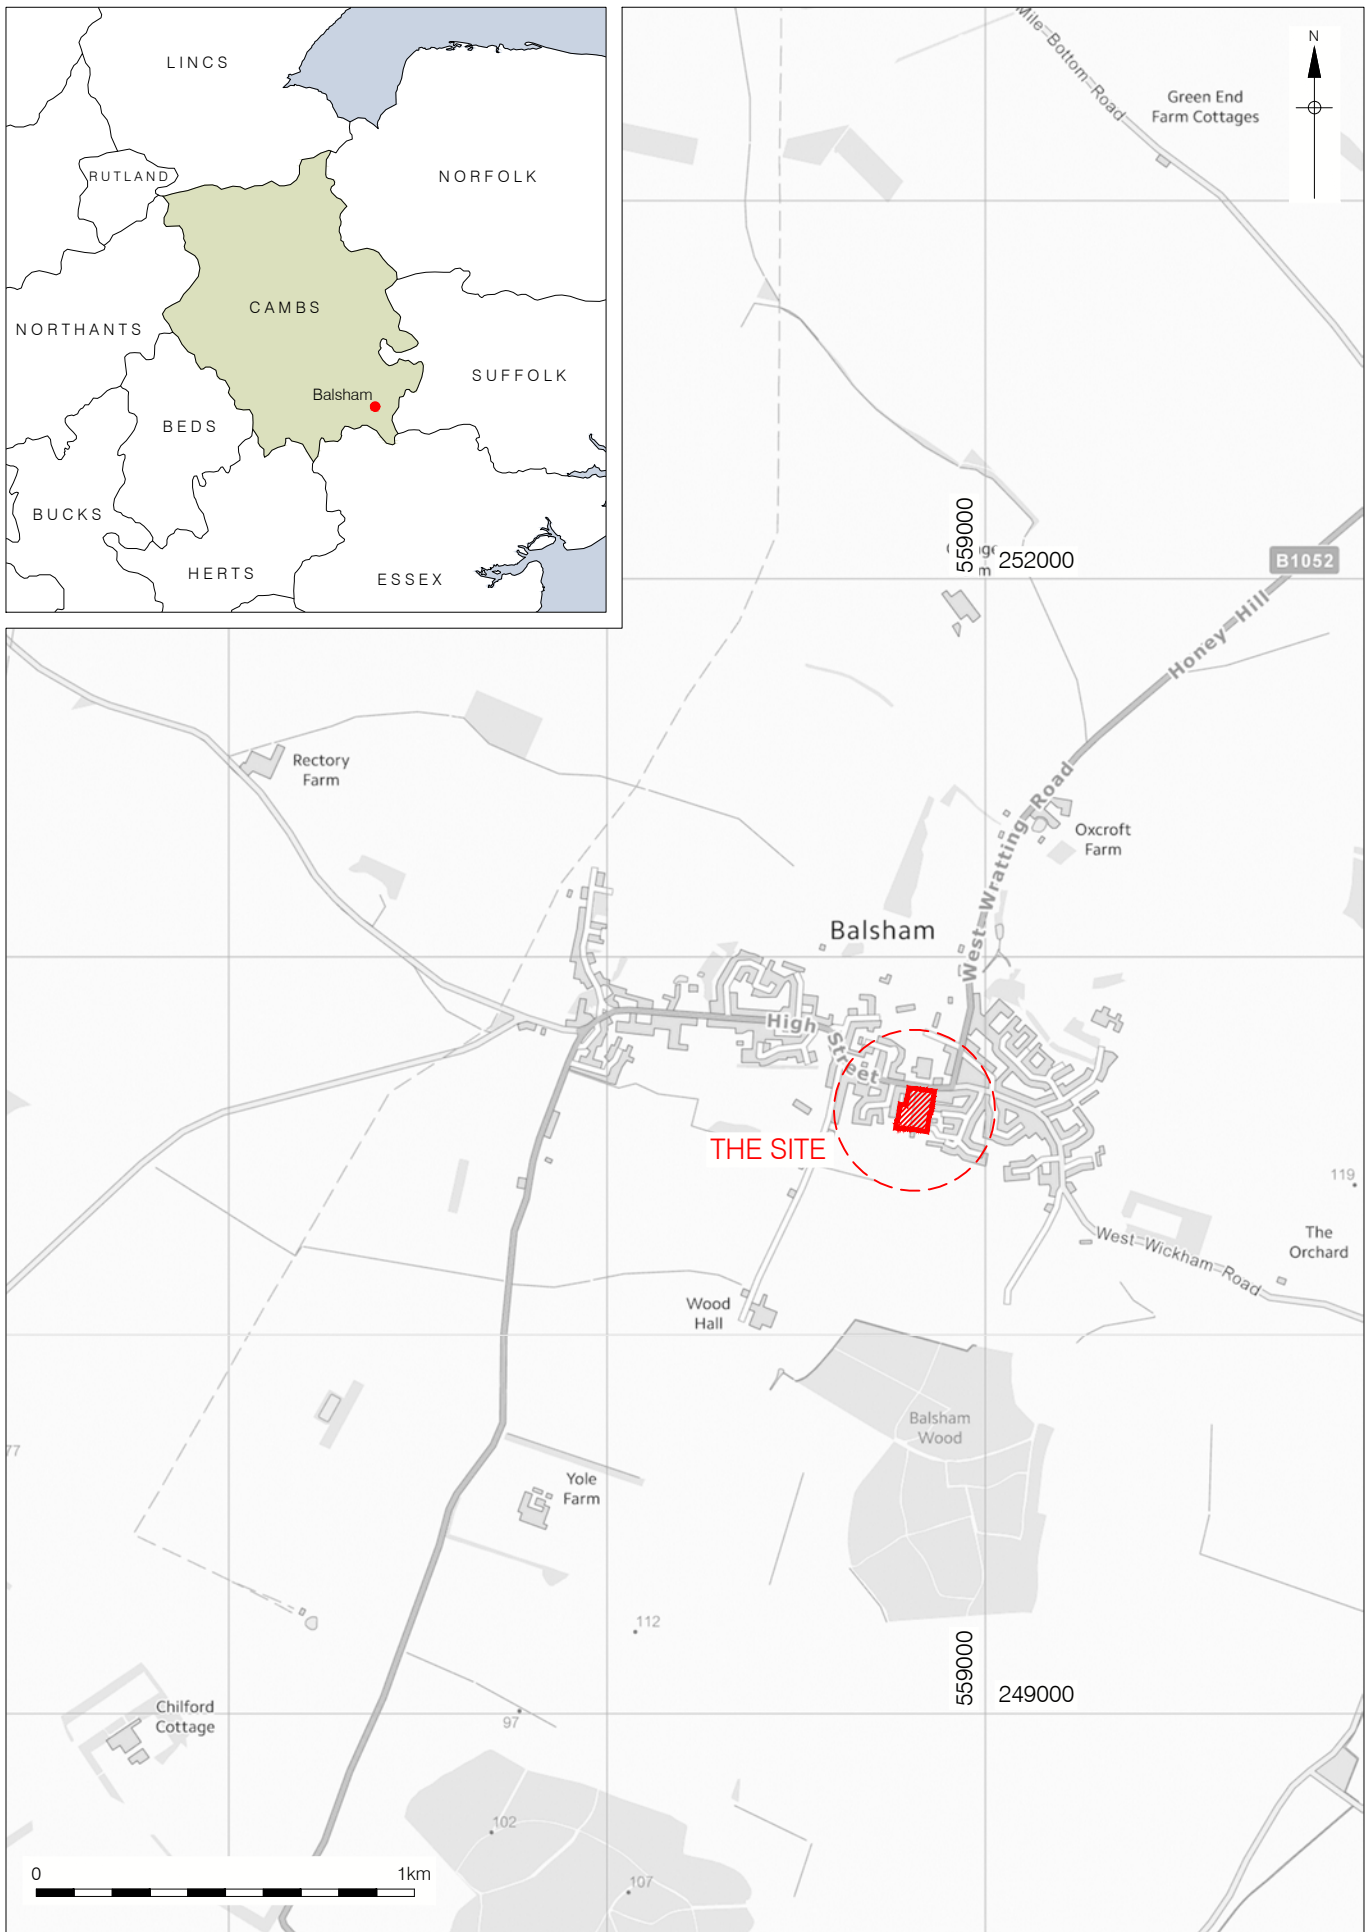 LINCS
RUTLAND
NORFOLK
CAMBS
NORTHANTS
SUFFOLK
Balsham
BEDS
BUCKS
HERTS
ESSEX
N
Mile Bottom Road
Green End
Farm Cottages
559000
252000
B1052
Honey Hill
Rectory
Farm
West Wratting Road
Oxcroft
Farm
Balsham
High Street
THE SITE
119
The
Orchard
West Wickham Road
Wood
Hall
Balsham
Wood
77
Yole
Farm
112
559000
249000
Chilford
Cottage
97
102
107
0
1km